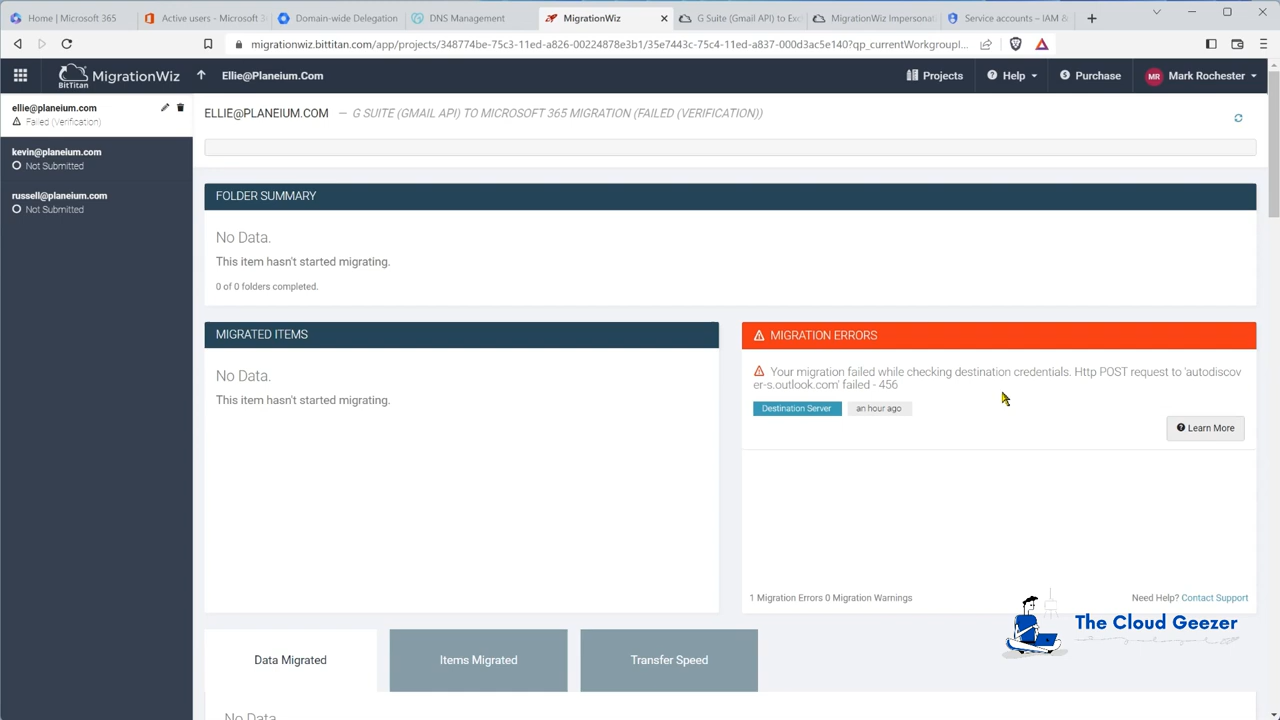 Home | Microsoft 365
Active users - Microsoft 3
Domain-wide Delegation
DNS Management
MigrationWiz
G Suite (Gmail API) to Exc
MigrationWiz Impersonat
Service accounts – IAM &
migrationwiz.bittitan.com/app/projects/348774be-75c3-11ed-a826-00224878e3b1/35e7443c-75c4-11ed-a837-000d3ac5e140?qp_currentWorkgroupI...
BitTitan
MigrationWiz
Ellie@Planeium.Com
Projects
Help
Purchase
MR
Mark Rochester
ellie@planeium.com
Failed (Verification)
kevin@planeium.com
Not Submitted
russell@planeium.com
Not Submitted
ELLIE@PLANEIUM.COM — G SUITE (GMAIL API) TO MICROSOFT 365 MIGRATION (FAILED (VERIFICATION))
FOLDER SUMMARY
No Data.
This item hasn't started migrating.
0 of 0 folders completed.
MIGRATED ITEMS
No Data.
This item hasn't started migrating.
MIGRATION ERRORS
Your migration failed while checking destination credentials. Http POST request to 'autodiscov
er-s.outlook.com' failed - 456
Destination Server
an hour ago
Learn More
1 Migration Errors 0 Migration Warnings
Need Help? Contact Support
The Cloud Geezer
Data Migrated
Items Migrated
Transfer Speed
No Data.